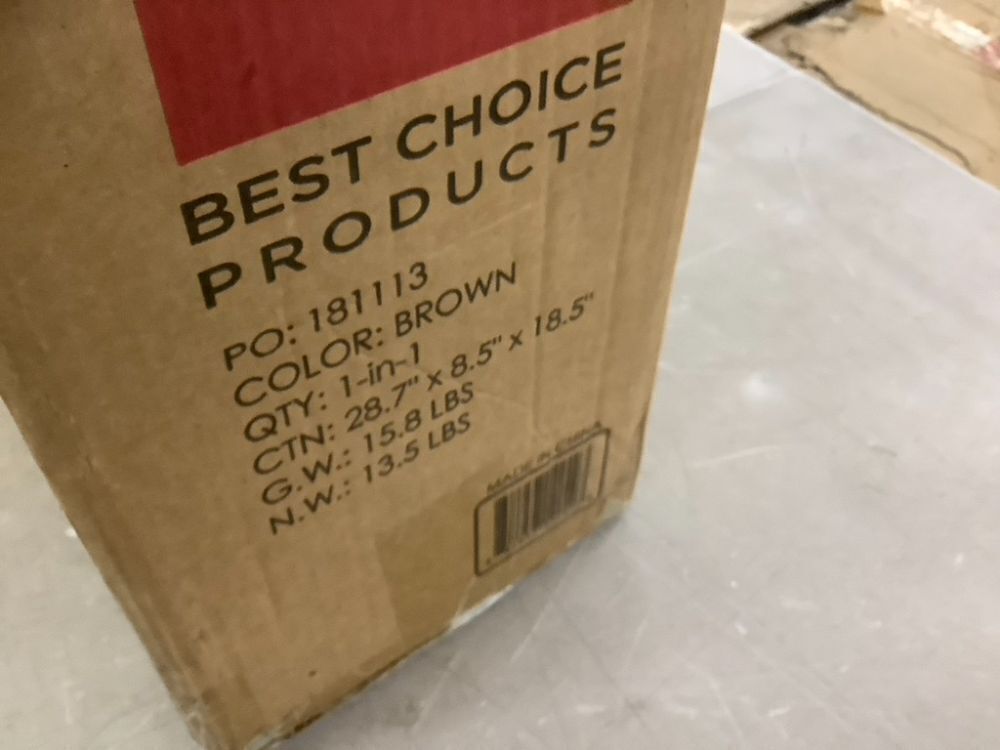 BEST CHOICE
PRODUCTS
PO: 181113
COLOR: BROWN
QTY: 1-in-1
CTN: 28.7" x 8.5" x 18.5"
G.W.: 15.8 LBS
N.W.: 13.5 LBS
MADE IN CHINA